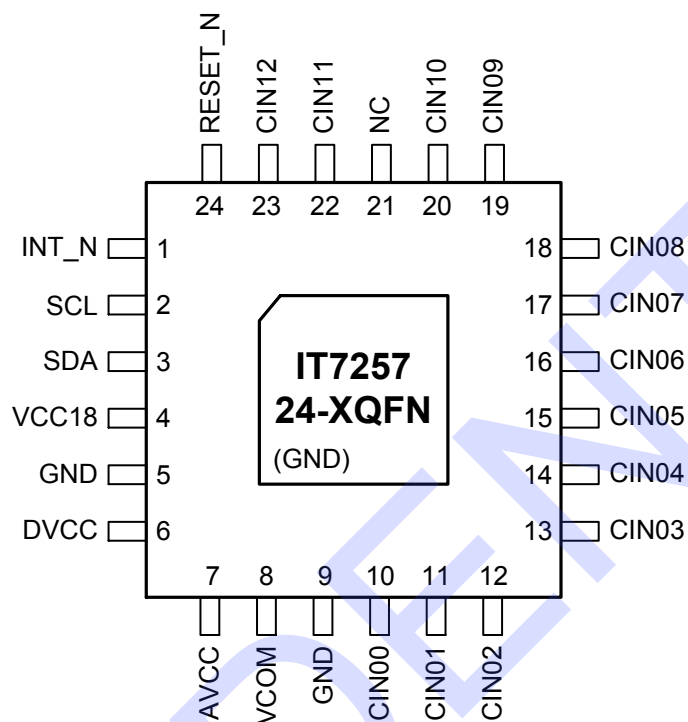 RESET_N
CIN12
CIN11
NC
CIN10
CIN09
24
23
22
21
20
19
INT_N 1
SCL 2
SDA 3
VCC18 4
GND 5
DVCC 6
IT7257
24-XQFN
(GND)
18 CIN08
17 CIN07
16 CIN06
15 CIN05
14 CIN04
13 CIN03
7
8
9
10
11
12
AVCC
VCOM
GND
CIN00
CIN01
CIN02